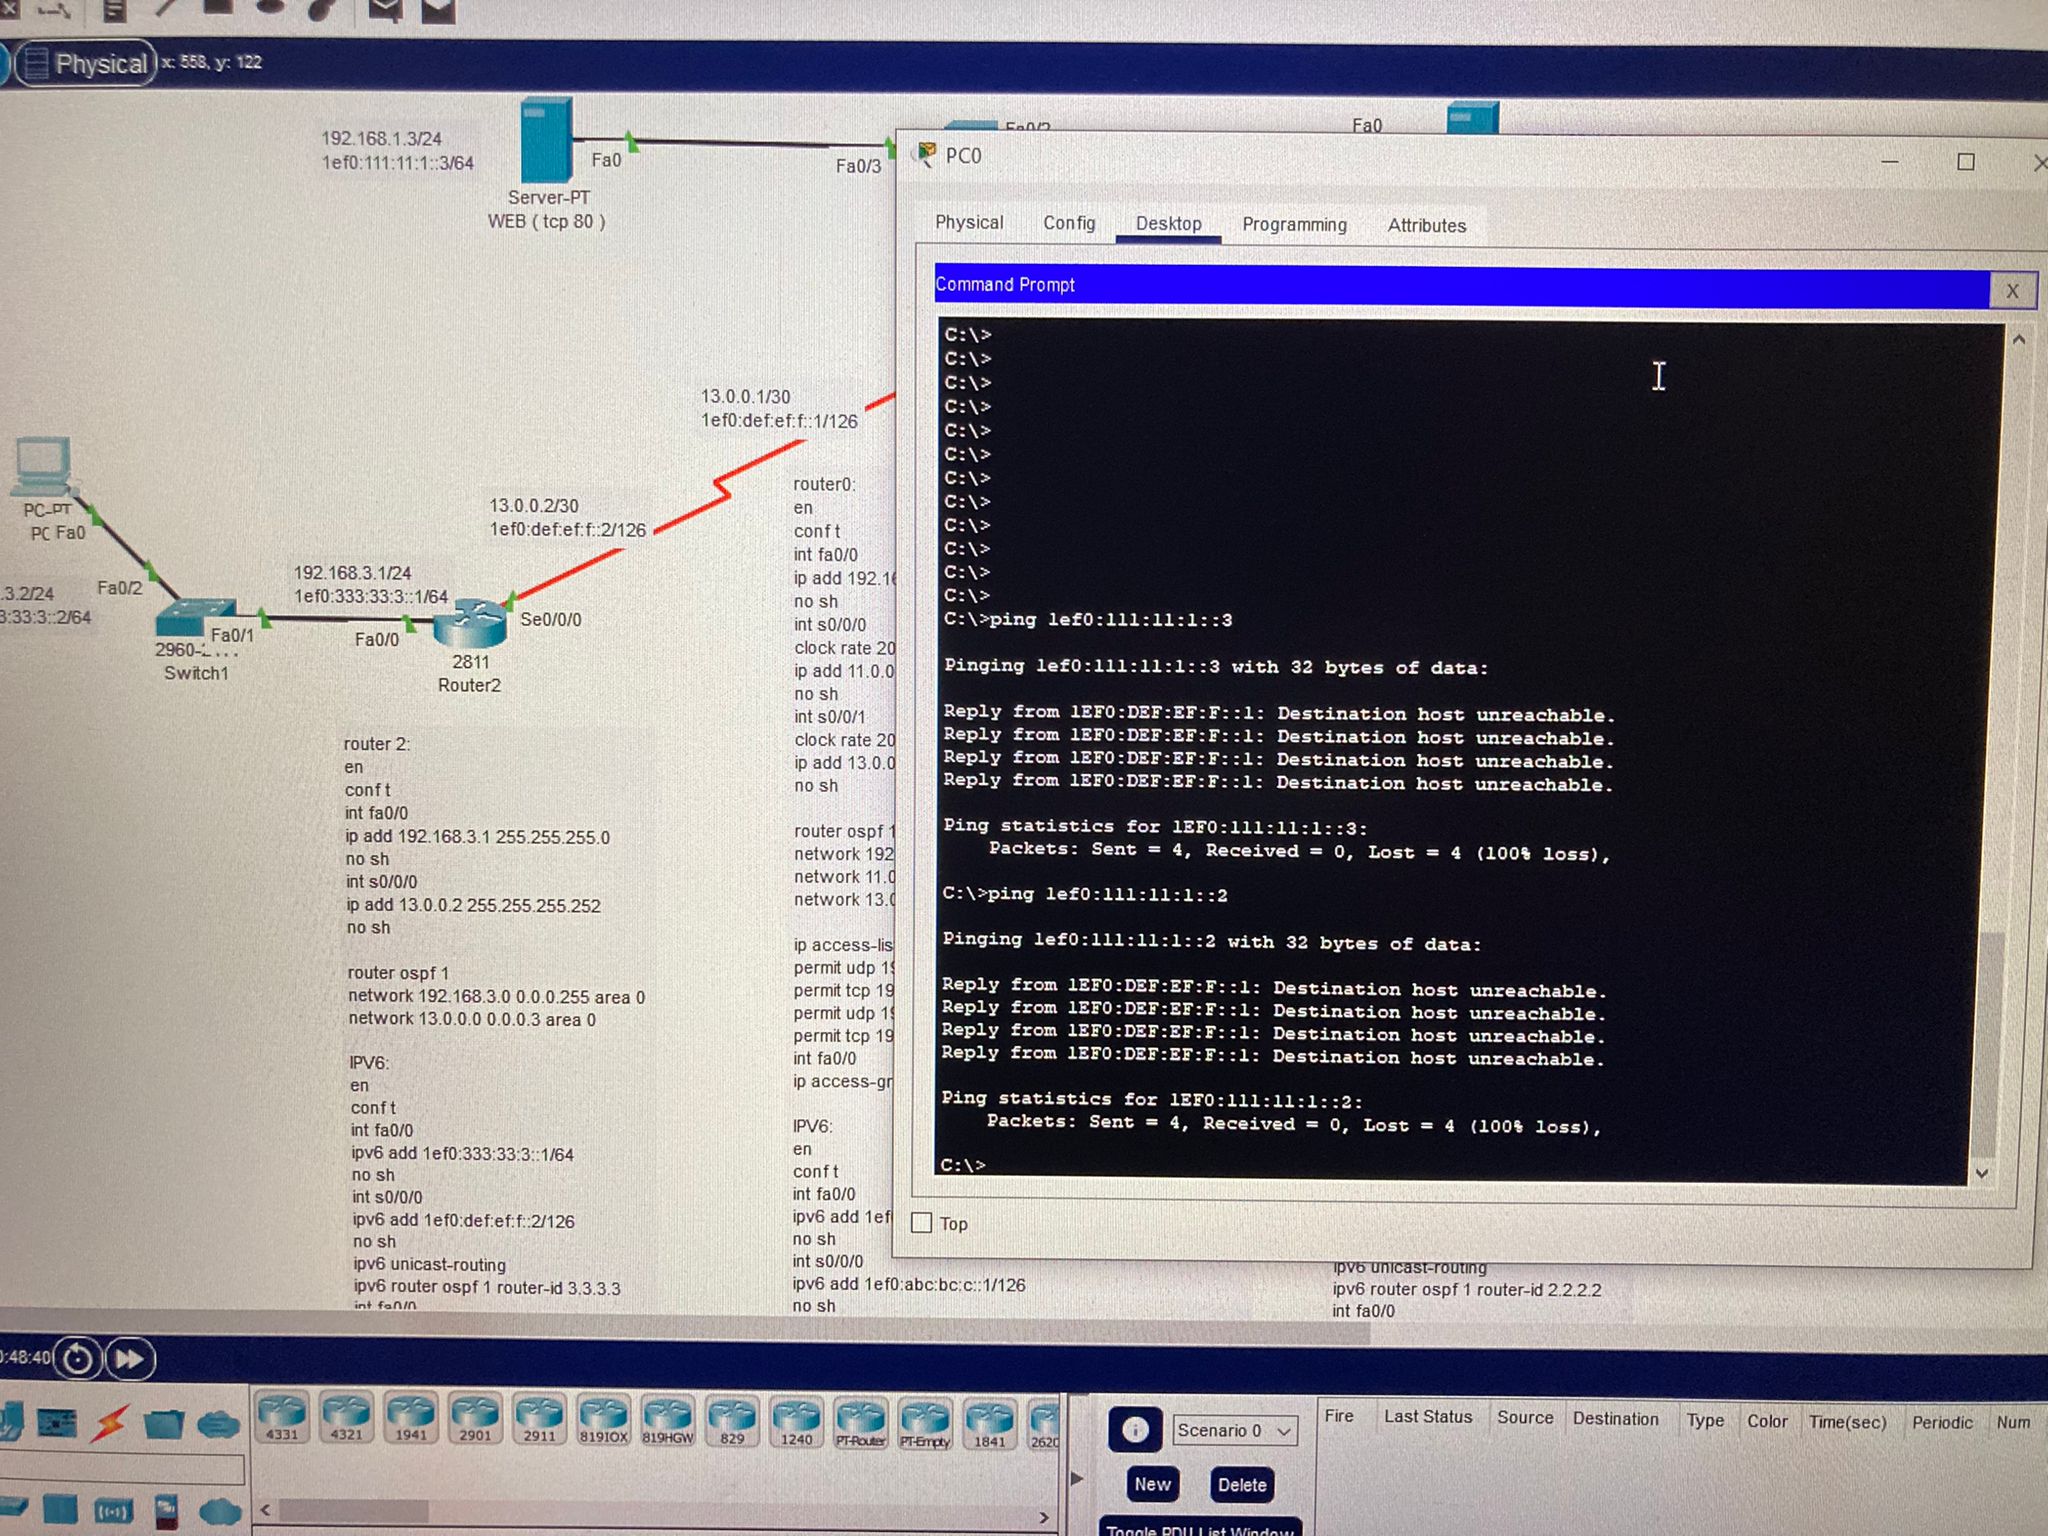 Physical
x: 558, y: 122
192.168.1.3/24
1ef0:111:11:1::3/64
Fa0
Server-PT
WEB ( tcp 80 )
Fa0/3
Fa0/2
Fa0
13.0.0.1/30
1ef0:def:ef:f::1/126
13.0.0.2/30
1ef0:def:ef:f::2/126
PC-PT
PC Fa0
Fa0/2
.3.2/24
3:33:3::2/64
192.168.3.1/24
1ef0:333:33:3::1/64
Fa0/1
2960-
Switch1
Fa0/0
Se0/0/0
2811
Router2
router 2:
en
conf t
int fa0/0
ip add 192.168.3.1 255.255.255.0
no sh
int s0/0/0
ip add 13.0.0.2 255.255.255.252
no sh
router ospf 1
network 192.168.3.0 0.0.0.255 area 0
network 13.0.0.0 0.0.0.3 area 0
IPV6:
en
conf t
int fa0/0
ipv6 add 1ef0:333:33:3::1/64
no sh
int s0/0/0
ipv6 add 1ef0:def:ef:f::2/126
no sh
ipv6 unicast-routing
ipv6 router ospf 1 router-id 3.3.3.3
int fa0/0
router0:
en
conf t
int fa0/0
ip add 192.16
no sh
int s0/0/0
clock rate 20
ip add 11.0.0
no sh
int s0/0/1
clock rate 20
ip add 13.0.0
no sh
router ospf 1
network 192
network 11.0
network 13.0
ip access-lis
permit udp 19
permit tcp 19
permit udp 19
permit tcp 19
int fa0/0
ip access-gr
IPV6:
en
conf t
int fa0/0
ipv6 add 1ef
no sh
int s0/0/0
ipv6 add 1ef0:abc:bc:c::1/126
no sh
ipv6 unicast-routing
ipv6 router ospf 1 router-id 2.2.2.2
int fa0/0
PC0
Physical Config Desktop Programming Attributes
Command Prompt
X
C:\>
C:\>
C:\>
C:\>
C:\>
C:\>
C:\>
C:\>
C:\>
C:\>
C:\>
C:\>
C:\>ping 1ef0:111:11:1::3
Pinging 1ef0:111:11:1::3 with 32 bytes of data:
Reply from 1EF0:DEF:EF:F::1: Destination host unreachable.
Reply from 1EF0:DEF:EF:F::1: Destination host unreachable.
Reply from 1EF0:DEF:EF:F::1: Destination host unreachable.
Reply from 1EF0:DEF:EF:F::1: Destination host unreachable.
Ping statistics for 1EF0:111:11:1::3:
Packets: Sent = 4, Received = 0, Lost = 4 (100% loss),
C:\>ping 1ef0:111:11:1::2
Pinging 1ef0:111:11:1::2 with 32 bytes of data:
Reply from 1EF0:DEF:EF:F::1: Destination host unreachable.
Reply from 1EF0:DEF:EF:F::1: Destination host unreachable.
Reply from 1EF0:DEF:EF:F::1: Destination host unreachable.
Reply from 1EF0:DEF:EF:F::1: Destination host unreachable.
Ping statistics for 1EF0:111:11:1::2:
Packets: Sent = 4, Received = 0, Lost = 4 (100% loss),
C:\>
Top
:48:40
4331 4321 1941 2901 2911 819IOX 819HGW 829 1240 PT-Router PT-Empty 1841 2620
Scenario 0
New Delete
Toggle PDU List Window
Fire Last Status Source Destination Type Color Time(sec) Periodic Num